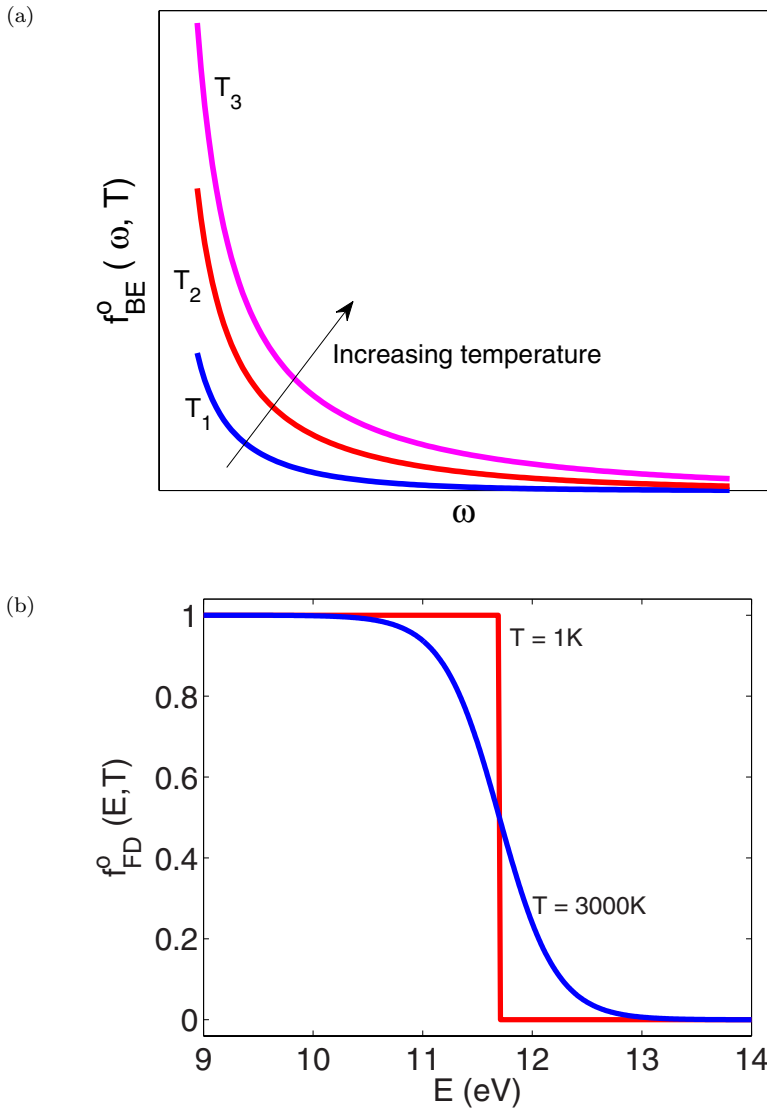 (a)
T3
T2
T1
Increasing temperature
f°BE ( ω, T)
ω
(b)
1
0.8
0.6
0.4
0.2
0
T = 1K
T = 3000K
f°FD (E,T)
9 10 11 12 13 14
E (eV)